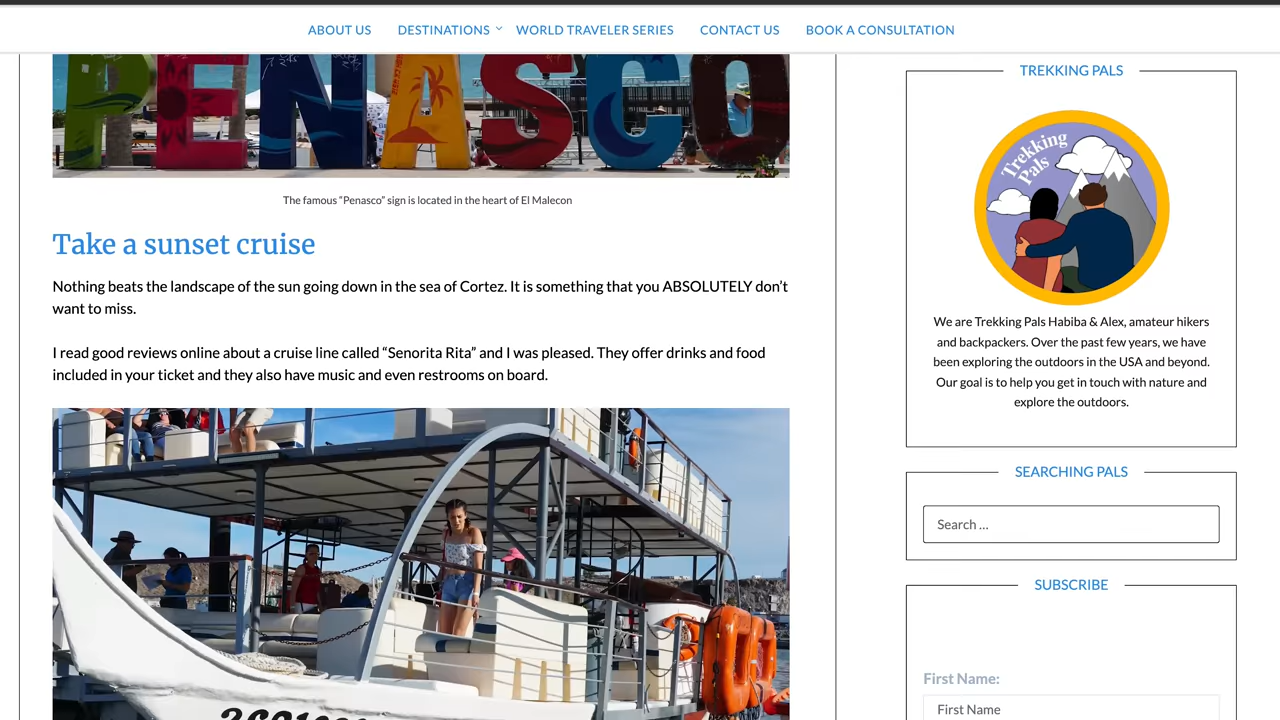 ABOUT US
DESTINATIONS
WORLD TRAVELER SERIES
CONTACT US
BOOK A CONSULTATION
PENASCO
The famous “Penasco” sign is located in the heart of El Malecon
Take a sunset cruise
Nothing beats the landscape of the sun going down in the sea of Cortez. It is something that you ABSOLUTELY don’t
want to miss.
I read good reviews online about a cruise line called “Senorita Rita” and I was pleased. They offer drinks and food
included in your ticket and they also have music and even restrooms on board.
TREKKING PALS
Trekking
Pals
We are Trekking Pals Habiba & Alex, amateur hikers
and backpackers. Over the past few years, we have
been exploring the outdoors in the USA and beyond.
Our goal is to help you get in touch with nature and
explore the outdoors.
SEARCHING PALS
Search ...
SUBSCRIBE
First Name:
First Name